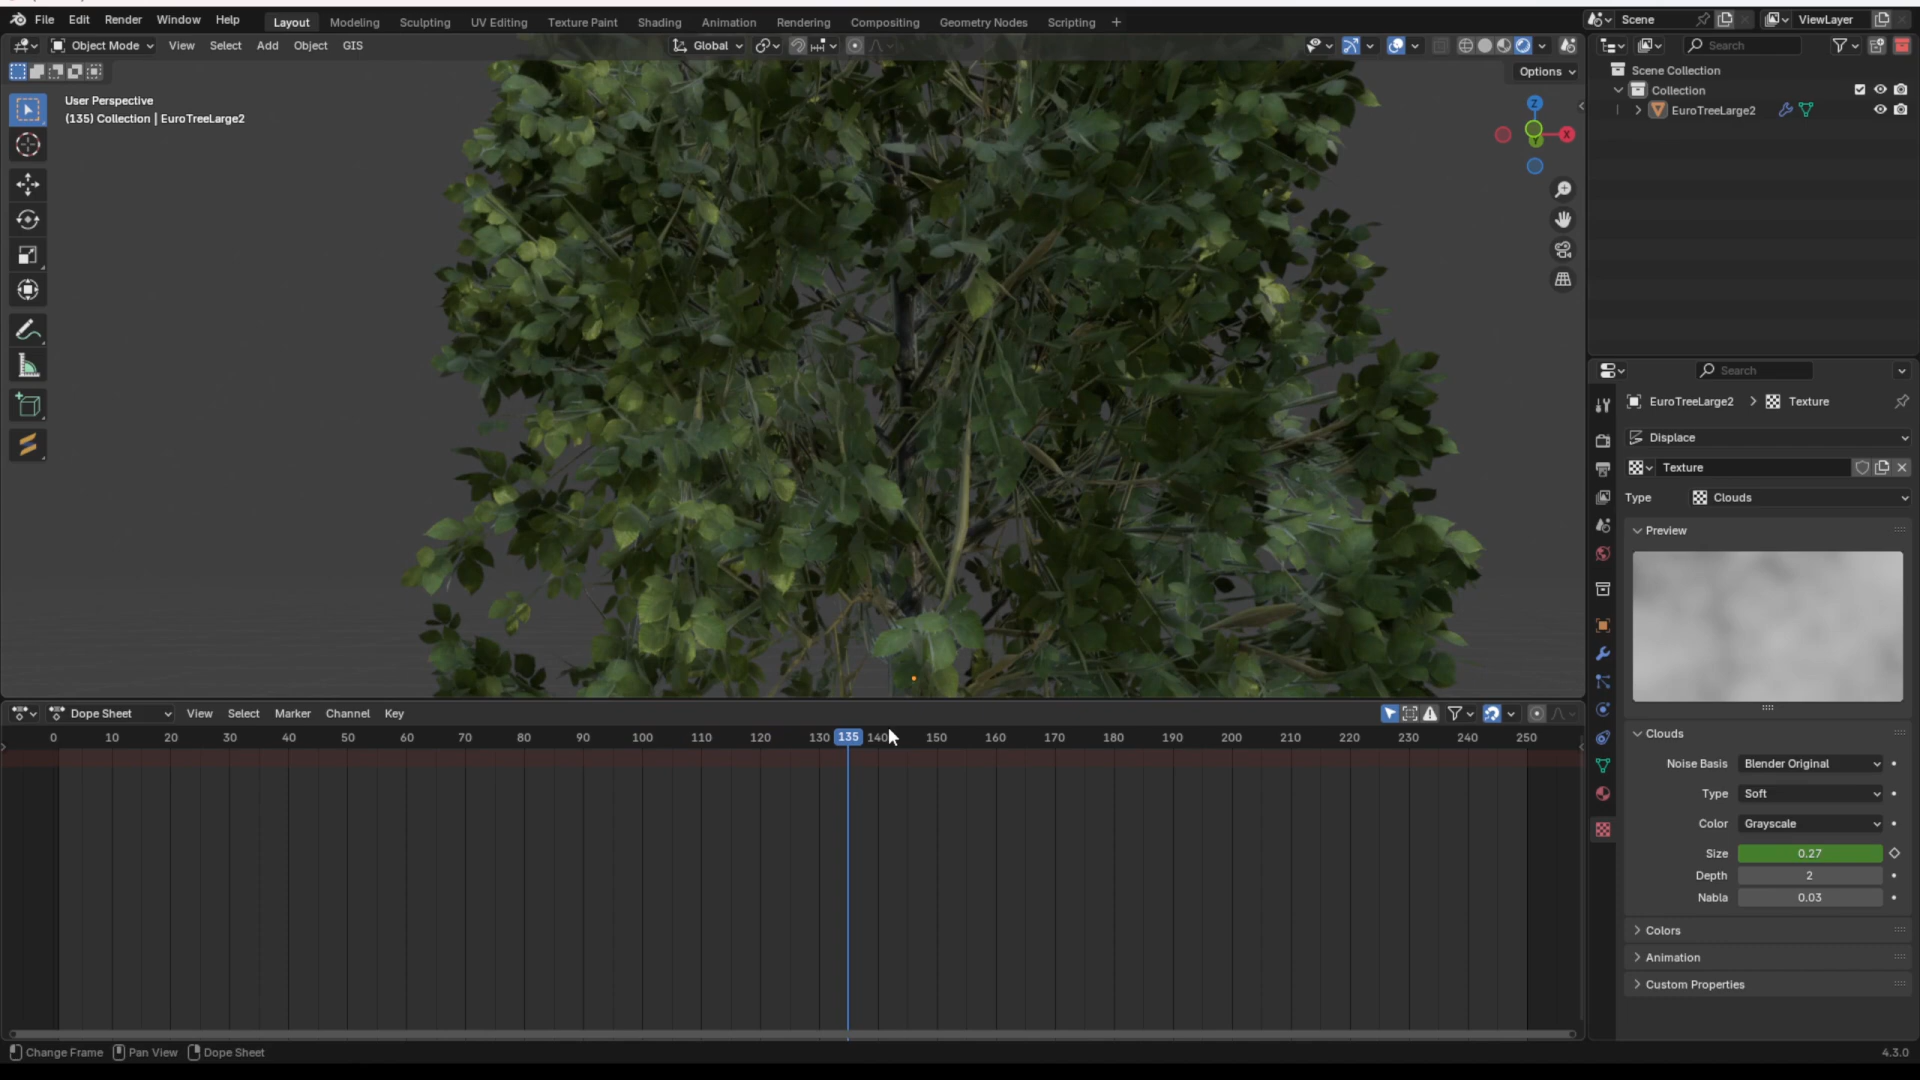 File Edit Render Window Help Layout Modeling Sculpting UV Editing Texture Paint Shading Animation Rendering Compositing Geometry Nodes Scripting + Scene ViewLayer
Object Mode View Select Add Object GIS Global Search
Options
User Perspective
(135) Collection | EuroTreeLarge2
Z
X
Y
Scene Collection
Collection
EuroTreeLarge2
Search
EuroTreeLarge2 > Texture
Displace
Texture
Type Clouds
Preview
Clouds
Noise Basis Blender Original
Type Soft
Color Grayscale
Size 0.27
Depth 2
Nabla 0.03
Colors
Animation
Custom Properties
Dope Sheet View Select Marker Channel Key
0 10 20 30 40 50 60 70 80 90 100 110 120 130 135 140 150 160 170 180 190 200 210 220 230 240 250
Change Frame Pan View Dope Sheet 4.3.0